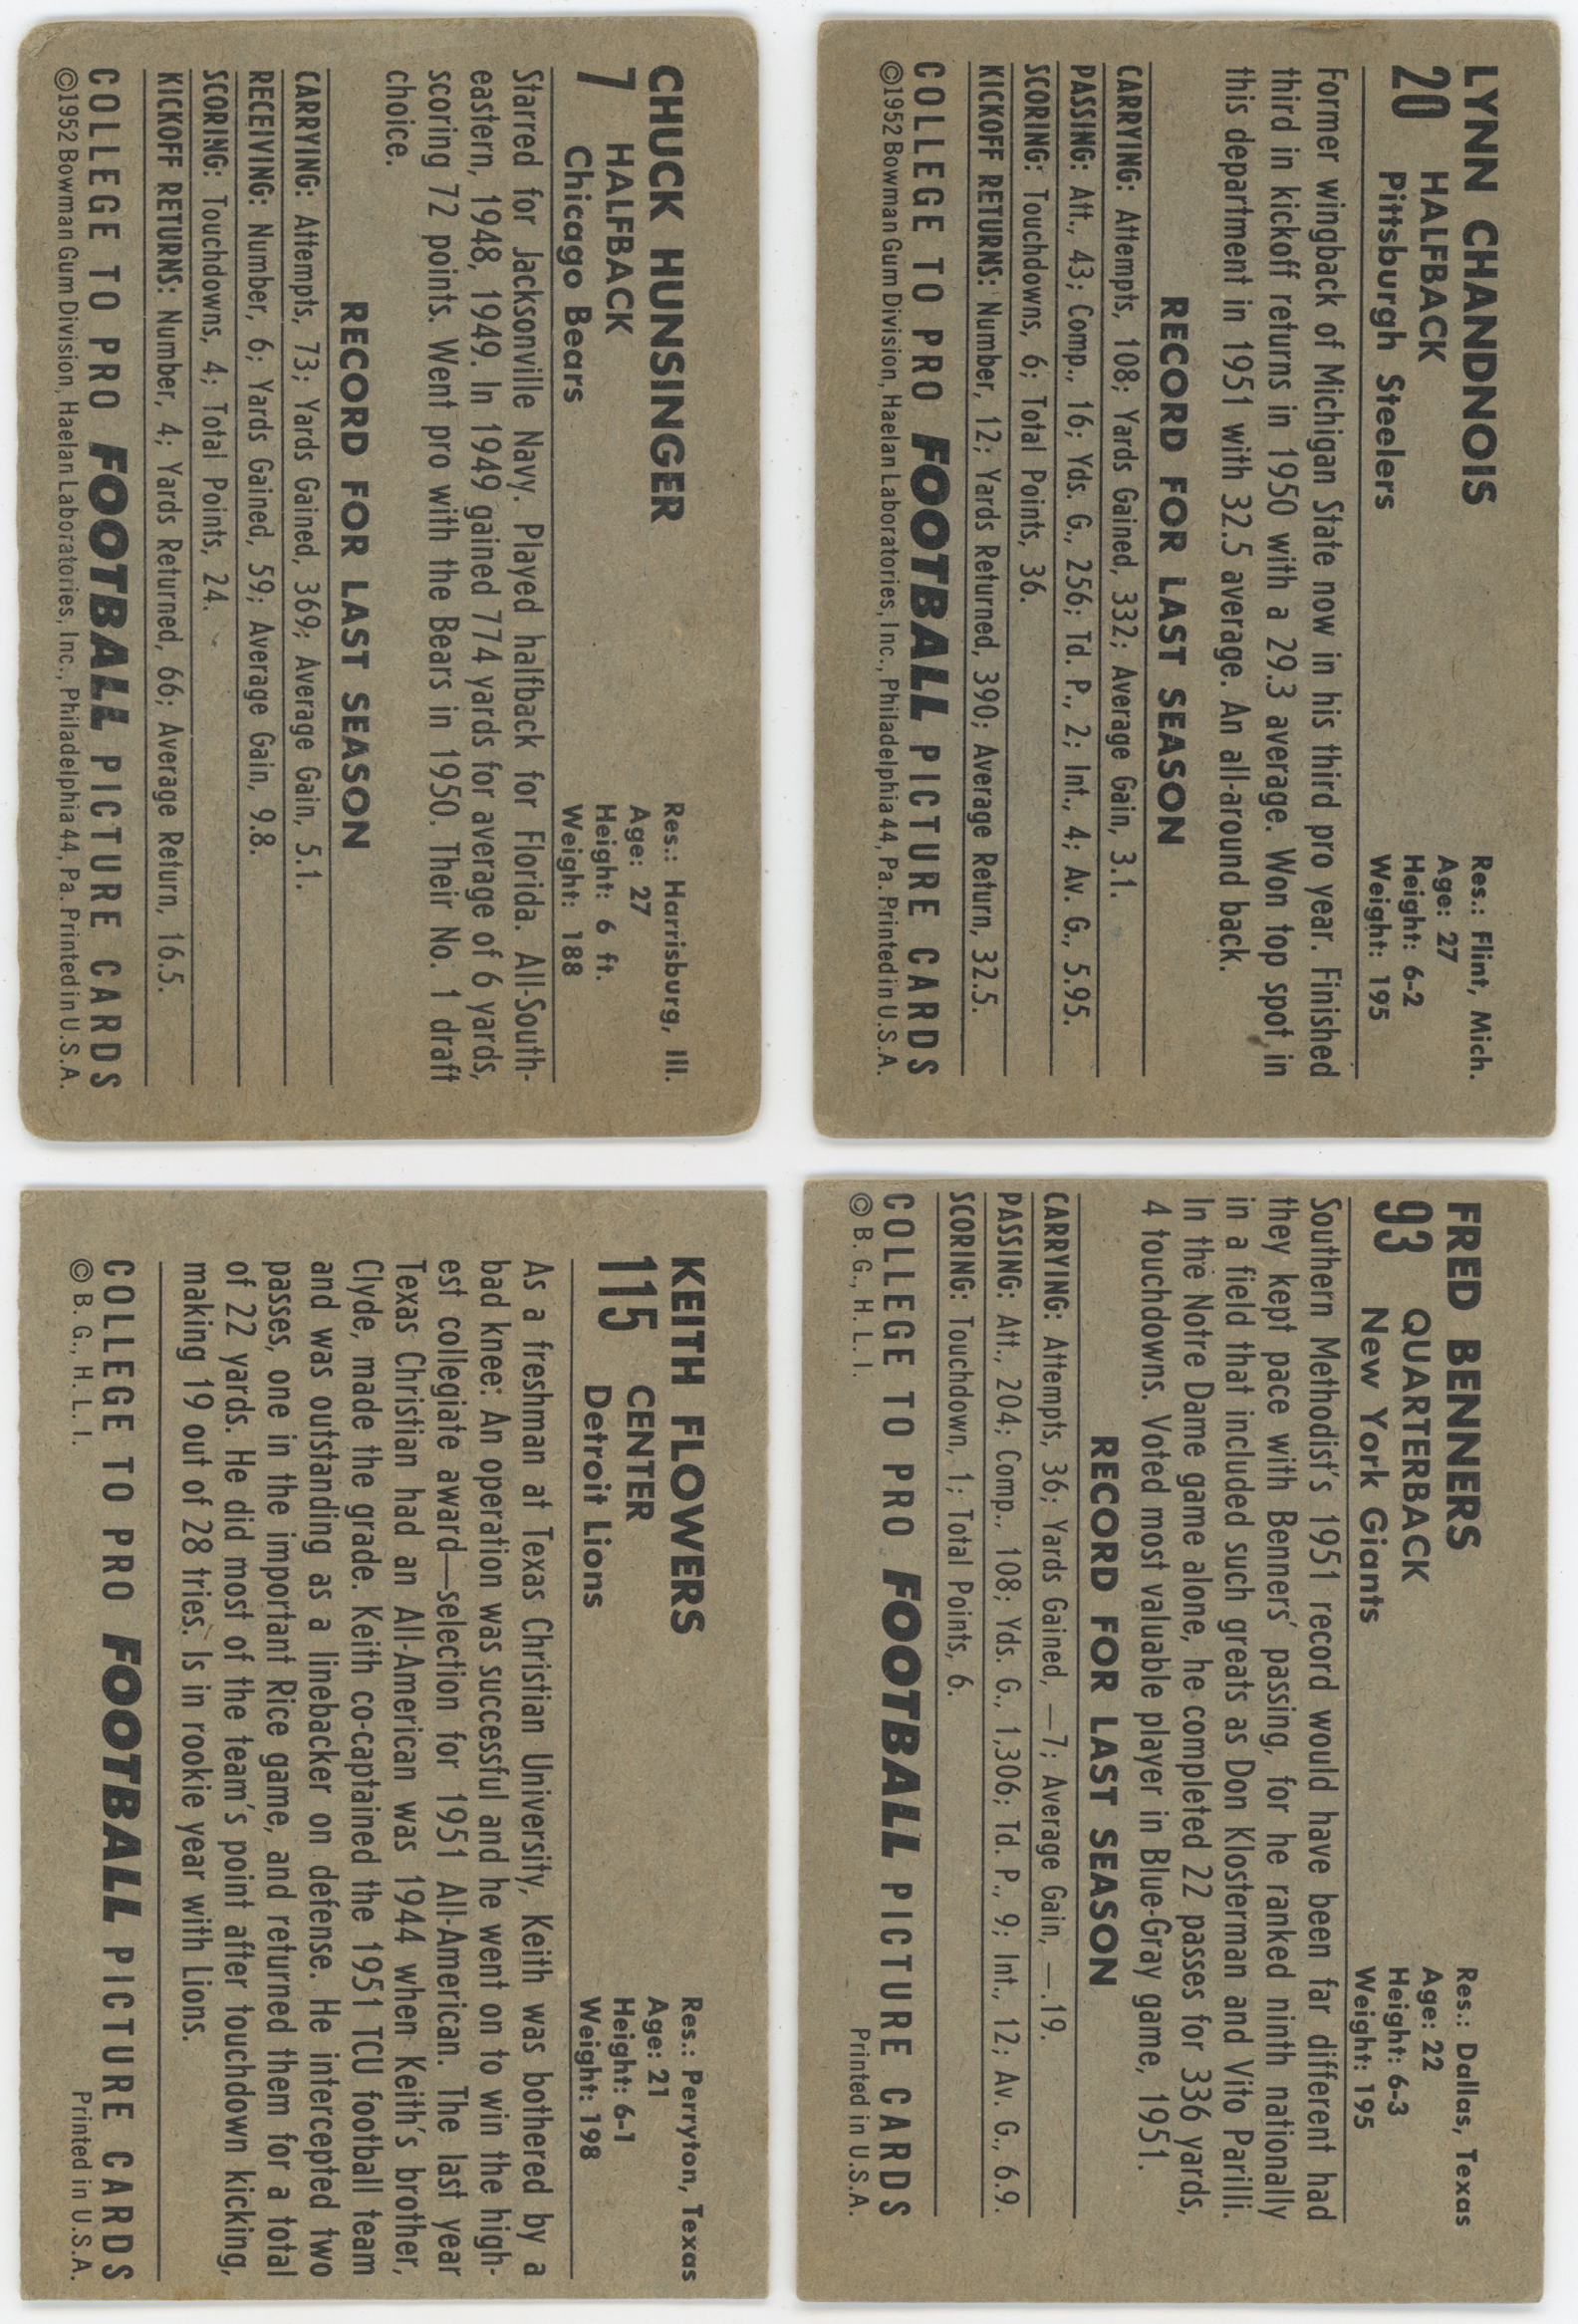 CHUCK HUNSINGER
7 HALFBACK
Chicago Bears
Res.: Harrisburg, Ill.
Age: 27
Height: 6 ft.
Weight: 188
Starred for Jacksonville Navy. Played halfback for Florida. All-South-
eastern, 1948, 1949. In 1949 gained 774 yards for average of 6 yards,
scoring 72 points. Went pro with the Bears in 1950. Their No. 1 draft
choice.
RECORD FOR LAST SEASON
CARRYING: Attempts, 73; Yards Gained, 369; Average Gain, 5.1.
RECEIVING: Number, 6; Yards Gained, 59; Average Gain, 9.8.
SCORING: Touchdowns, 4; Total Points, 24.
KICKOFF RETURNS: Number, 4; Yards Returned, 66; Average Return, 16.5.
COLLEGE TO PRO FOOTBALL PICTURE CARDS
©1952 Bowman Gum Division, Haelan Laboratories, Inc., Philadelphia 44, Pa. Printed in U.S.A.
LYNN CHANDNOIS
20 HALFBACK
Pittsburgh Steelers
Res.: Flint, Mich.
Age: 27
Height: 6-2
Weight: 195
Former wingback of Michigan State now in his third pro year. Finished
third in kickoff returns in 1950 with a 29.3 average. Won top spot in
this department in 1951 with 32.5 average. An all-around back.
RECORD FOR LAST SEASON
CARRYING: Attempts, 108; Yards Gained, 332; Average Gain, 3.1.
PASSING: Att., 43; Comp., 16; Yds. G., 256; Td. P., 2; Int., 4; Av. G., 5.95.
SCORING: Touchdowns, 6; Total Points, 36.
KICKOFF RETURNS: Number, 12; Yards Returned, 390; Average Return, 32.5.
COLLEGE TO PRO FOOTBALL PICTURE CARDS
©1952 Bowman Gum Division, Haelan Laboratories, Inc., Philadelphia 44, Pa. Printed in U.S.A.
KEITH FLOWERS
115 CENTER
Detroit Lions
Res.: Perryton, Texas
Age: 21
Height: 6-1
Weight: 198
As a freshman at Texas Christian University, Keith was bothered by a
bad knee: An operation was successful and he went on to win the high-
est collegiate award—selection for 1951 All-American. The last year
Texas Christian had an All-American was 1944 when Keith's brother,
Clyde, made the grade. Keith co-captained the 1951 TCU football team
and was outstanding as a linebacker on defense. He intercepted two
passes, one in the important Rice game, and returned them for a total
of 22 yards. He did most of the team's point after touchdown kicking,
making 19 out of 28 tries. Is in rookie year with Lions.
COLLEGE TO PRO FOOTBALL PICTURE CARDS
© B. G., H. L. I. Printed in U.S.A.
FRED BENNERS
93 QUARTERBACK
New York Giants
Res.: Dallas, Texas
Age: 22
Height: 6-3
Weight: 195
Southern Methodist's 1951 record would have been far different had
they kept pace with Benners' passing, for he ranked ninth nationally
in a field that included such greats as Don Klosterman and Vito Parilli.
In the Notre Dame game alone, he completed 22 passes for 336 yards,
4 touchdowns. Voted most valuable player in Blue-Gray game, 1951.
RECORD FOR LAST SEASON
CARRYING: Attempts, 36; Yards Gained, —7; Average Gain, —.19.
PASSING: Att., 204; Comp., 108; Yds. G., 1,306; Td. P., 9; Int., 12; Av. G., 6.9.
SCORING: Touchdown, 1; Total Points, 6.
COLLEGE TO PRO FOOTBALL PICTURE CARDS
© B. G., H. L. I. Printed in U.S.A.